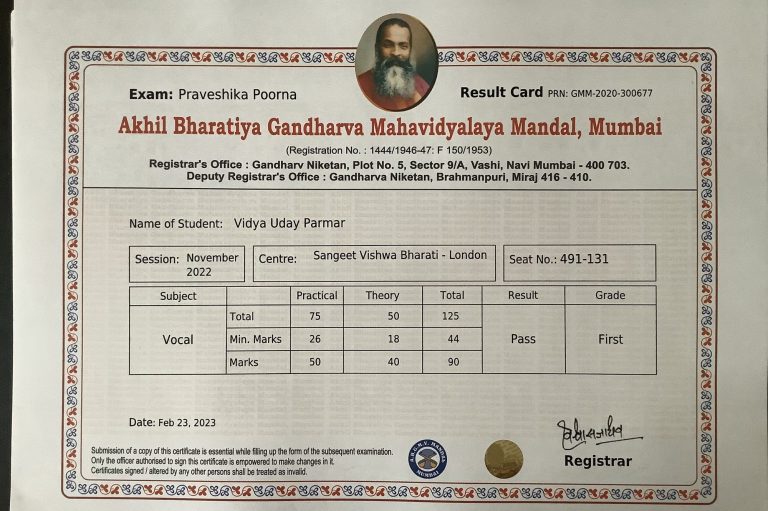 Exam: Praveshika Poorna
Result Card PRN: GMM-2020-300677
Akhil Bharatiya Gandharva Mahavidyalaya Mandal, Mumbai
(Registration No. : 1444/1946-47: F 150/1953)
Registrar's Office : Gandharv Niketan, Plot No. 5, Sector 9/A, Vashi, Navi Mumbai - 400 703.
Deputy Registrar's Office : Gandharva Niketan, Brahmanpuri, Miraj 416 - 410.
Name of Student: Vidya Uday Parmar
Session: November 2022
Centre: Sangeet Vishwa Bharati - London
Seat No.: 491-131
Subject Practical Theory Total Result Grade
Vocal
Total 75 50 125
Min. Marks 26 18 44 Pass First
Marks 50 40 90
Date: Feb 23, 2023
Submission of a copy of this certificate is essential while filling up the form of the subsequent examination.
Only the officer authorised to sign this certificate is empowered to make changes in it.
Certificates signed / altered by any other persons shall be treated as invalid.
Registrar